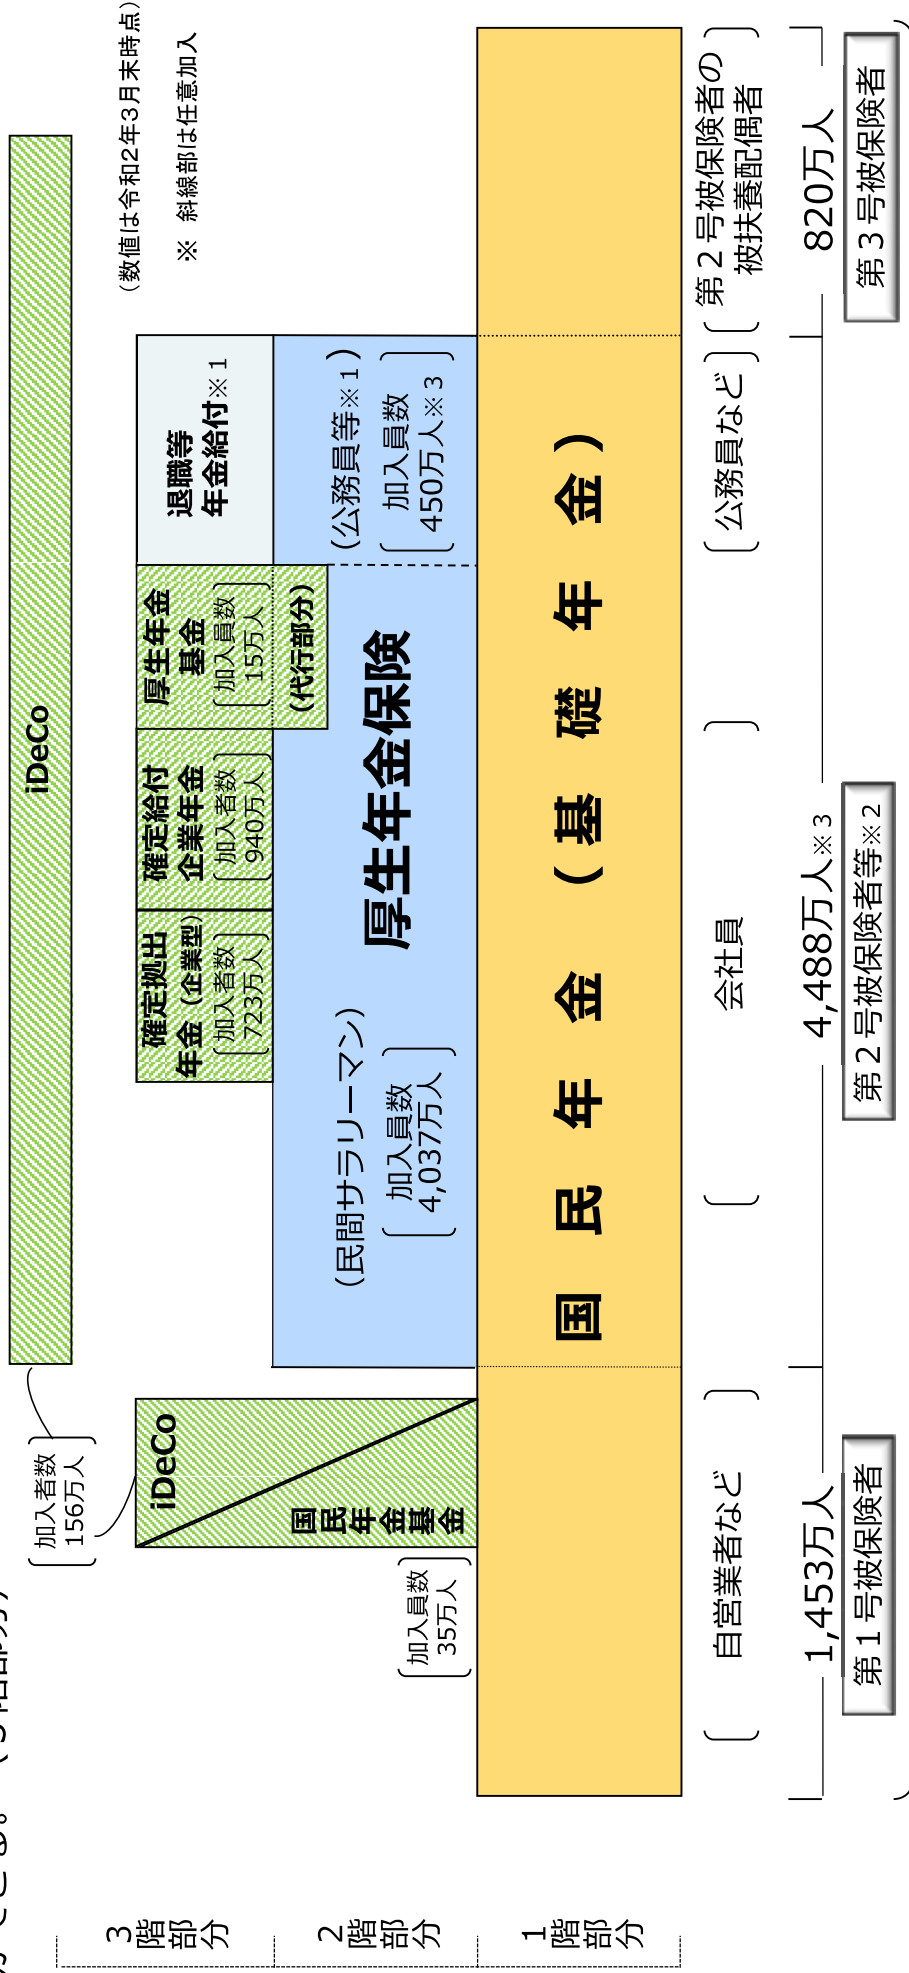 (数値は令和2年3月末時点)
※ 斜線部は任意加入
iDeCo
加入者数
156万人
3階
部分
iDeCo
国民年金基金
加入員数
35万人
確定拠出
年金(企業型)
加入者数
723万人
確定給付
企業年金
加入者数
940万人
厚生年金
基金
加入員数
15万人
(代行部分)
退職等
年金給付※1
2階
部分
(民間サラリーマン)
加入員数
4,037万人
厚生年金保険
(公務員等※1)
加入員数
450万人※3
1階
部分
国民年金(基礎年金)
自営業者など
会社員
公務員など
第2号被保険者の
被扶養配偶者
1,453万人
4,488万人※3
820万人
第1号被保険者
第2号被保険者等※2
第3号被保険者